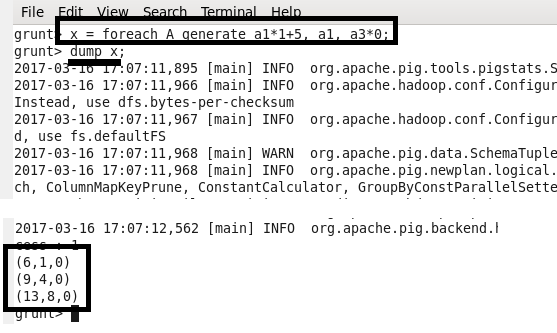 File Edit View Search Terminal Help
grunt> x = foreach A generate a1*1+5, a1, a3*0;
grunt> dump x;
2017-03-16 17:07:11,895 [main] INFO org.apache.pig.tools.pigstats.S
2017-03-16 17:07:11,966 [main] INFO org.apache.hadoop.conf.Configur
Instead, use dfs.bytes-per-checksum
2017-03-16 17:07:11,967 [main] INFO org.apache.hadoop.conf.Configur
d, use fs.defaultFS
2017-03-16 17:07:11,968 [main] WARN org.apache.pig.data.SchemaTuple
2017-03-16 17:07:11,968 [main] INFO org.apache.pig.newplan.logical.
ch, ColumnMapKeyPrune, ConstantCalculator, GroupByConstParallelSette
2017-03-16 17:07:12,562 [main] INFO org.apache.pig.backend.h
cess : 1
(6,1,0)
(9,4,0)
(13,8,0)
grunt>